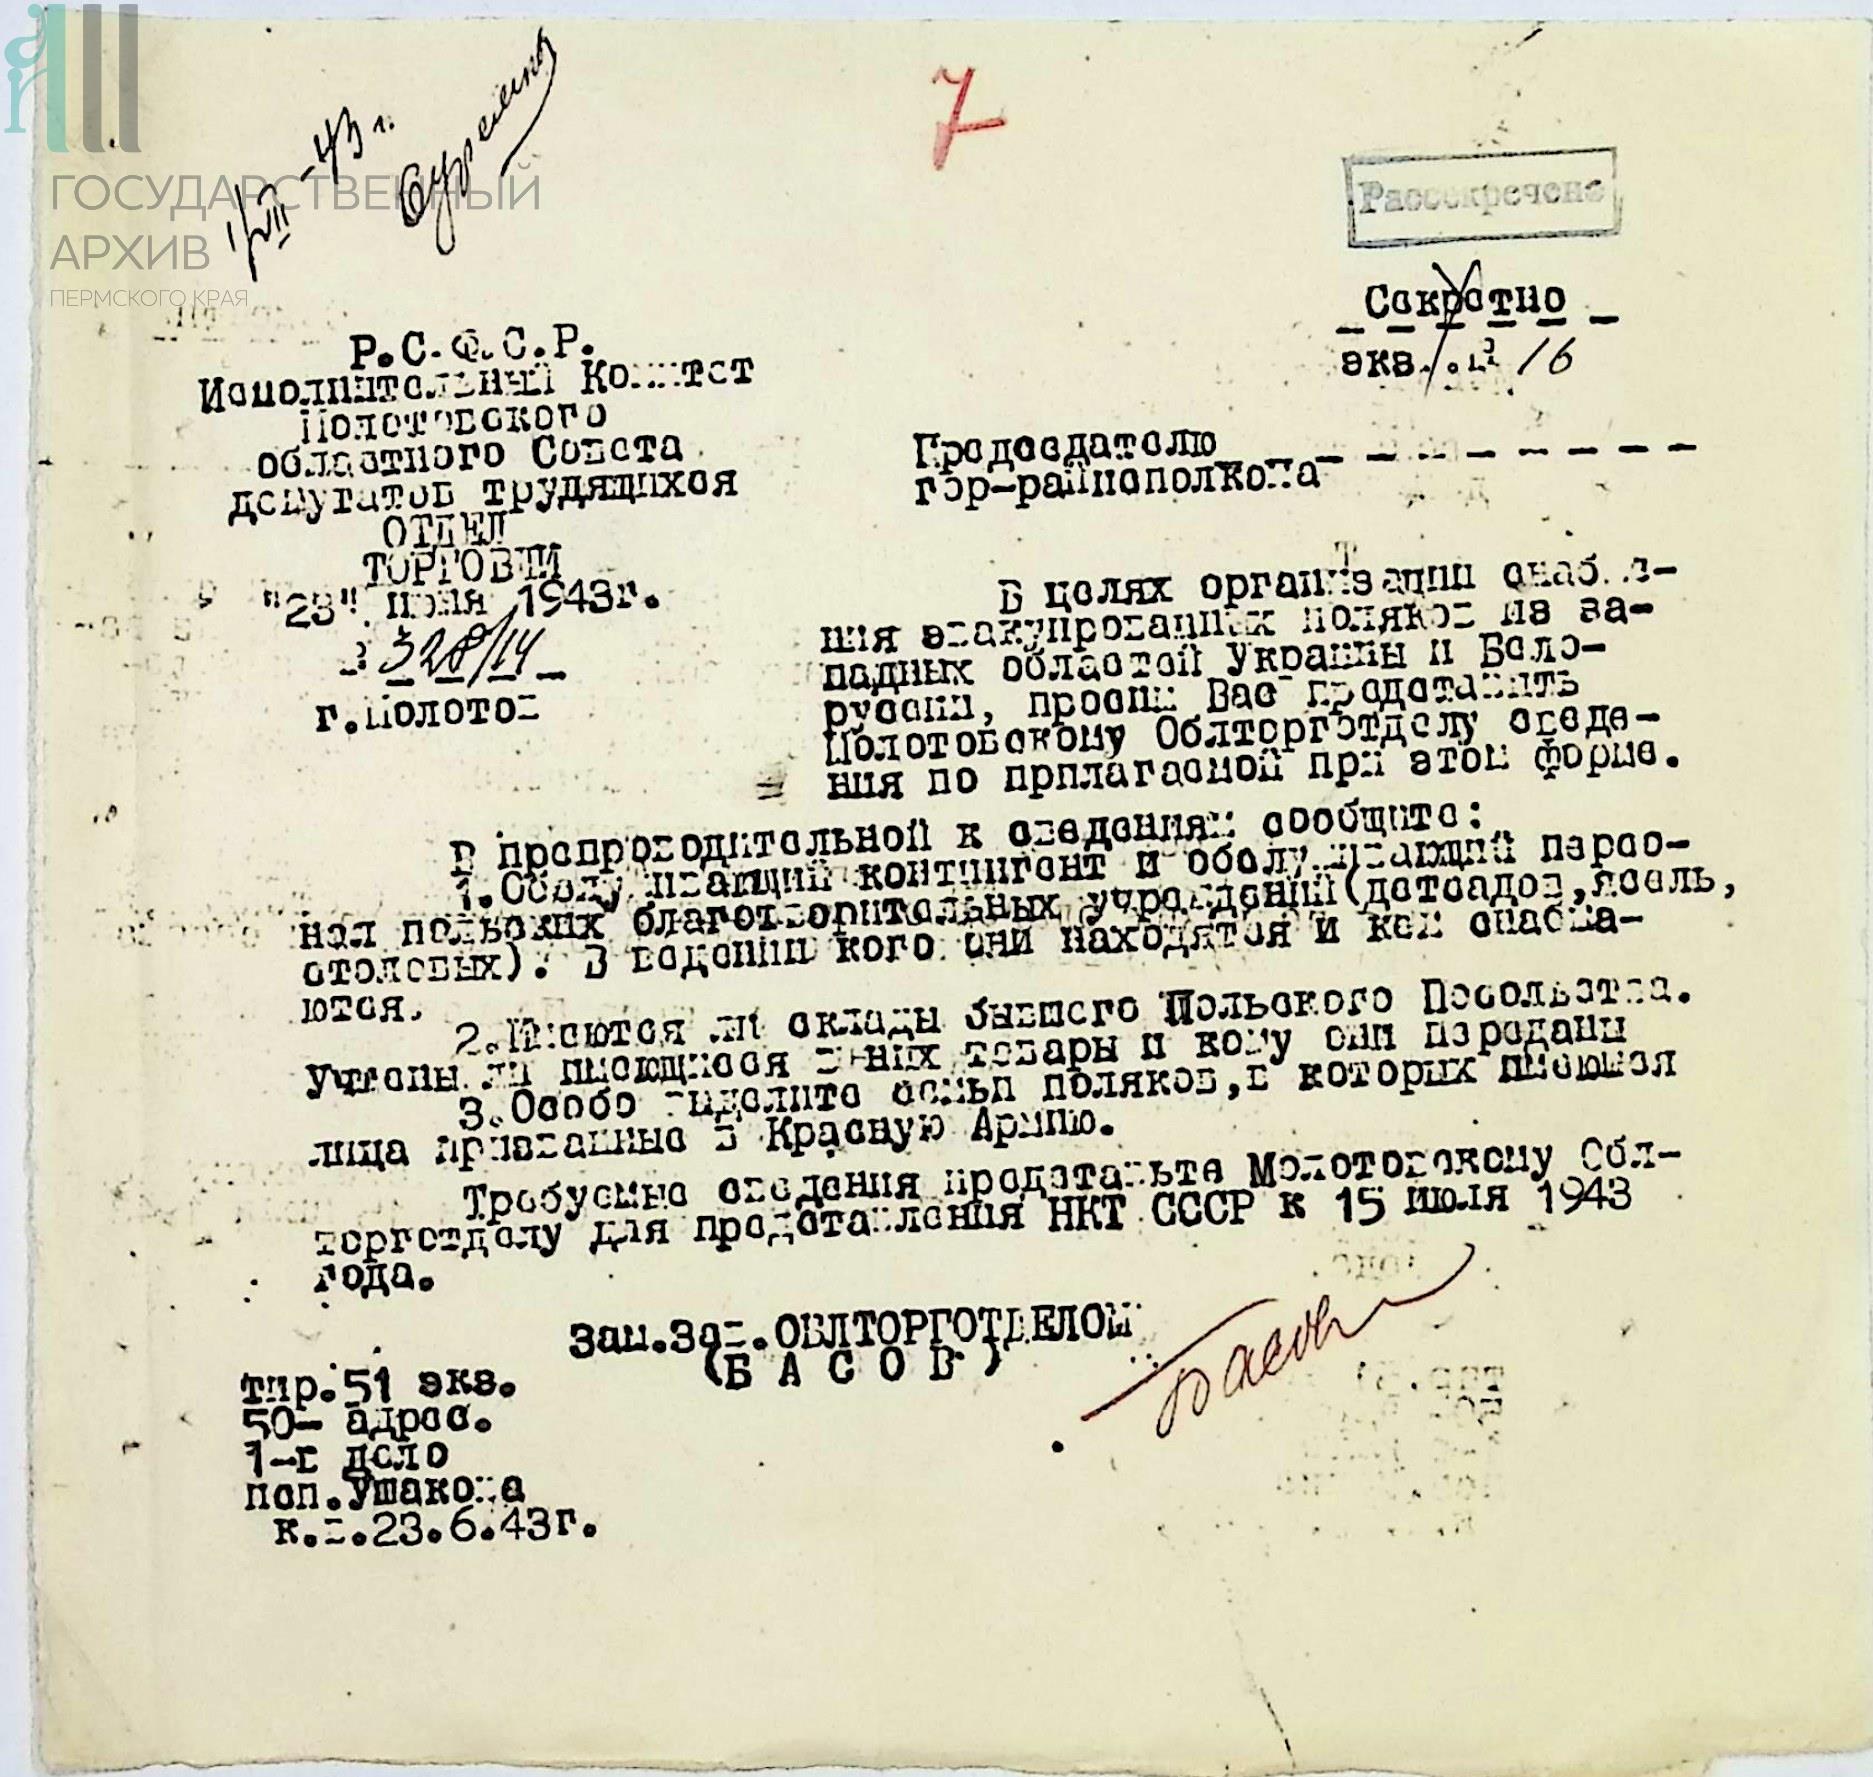 ГОСУДАРСТВЕННЫЙ
АРХИВ
ПЕРМСКОГО КРАЯ
1/VII-43 г.
7
Рассекречено
Секретно
экз. № 16
Р.С.Ф.С.Р.
Исполнительный Комитет
Молотовского
областного Совета
депутатов трудящихся
ОТДЕЛ
ТОРГОВЛИ
"23" июня 1943г.
№ 328/14
г.Молотов
Председателю
гор-райисполкома
В целях организации снабже-
ния эвакуированных поляков из за-
падных областей Украины и Бело-
русси, просим Вас представить
Молотовскому Облторготделу сведе-
ния по прилагаемой при этом форме.
В препроводительной к сведениям сообщите:
1.Обслуживающий контингент и обслуживающий персо-
нал польских благотворительных учреждений(детсадов,ясель,
столовых). В ведении кого они находятся и кем снабжа-
ются.
2.Имеются ли склады бывшего Польского Посольства.
Учтены ли имеющиеся в них товары и кому они переданы
3.Особо выделите семьи поляков,в которых имеюмся
лица призванные в Красную Армию.
Требуемые сведения представьте Молотовскому Обл-
торготделу для представления НКТ СССР к 15 июля 1943
года.
Зам.Зав.ОБЛТОРГОТДЕЛОМ
(Б А С О В)
Басов
тир.51 экз.
50- адрес.
1-в дело
исп.Ушакова
к.в.23.6.43г.